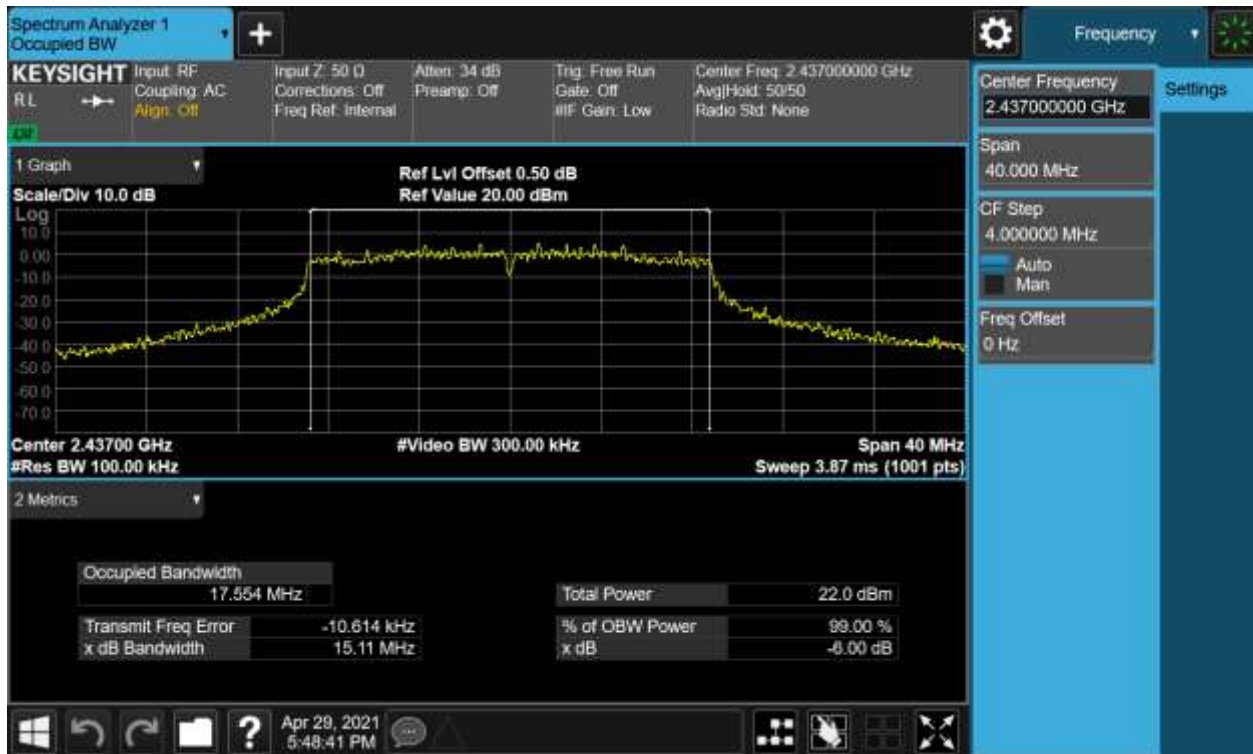 Spectrum Analyzer 1
Occupied BW
+
Frequency
KEYSIGHT
RL
Input: RF
Coupling: AC
Align: Off
Input Z: 50 Ω
Corrections: Off
Freq Ref: Internal
Atten: 34 dB
Preamp: Off
Trig: Free Run
Gate: Off
#IF Gain: Low
Center Freq: 2.437000000 GHz
Avg|Hold: 50/50
Radio Std: None
Center Frequency
2.437000000 GHz
Settings
Span
40.000 MHz
CF Step
4.000000 MHz
Auto
Man
Freq Offset
0 Hz
1 Graph
Scale/Div 10.0 dB
Ref Lvl Offset 0.50 dB
Ref Value 20.00 dBm
Log
10.0
0.00
-10.0
-20.0
-30.0
-40.0
-50.0
-60.0
-70.0
Center 2.43700 GHz
#Video BW 300.00 kHz
Span 40 MHz
#Res BW 100.00 kHz
Sweep 3.87 ms (1001 pts)
2 Metrics
Occupied Bandwidth
17.554 MHz
Total Power 22.0 dBm
Transmit Freq Error -10.614 kHz
% of OBW Power 99.00 %
x dB Bandwidth 15.11 MHz
x dB -6.00 dB
?
Apr 29, 2021
5:48:41 PM